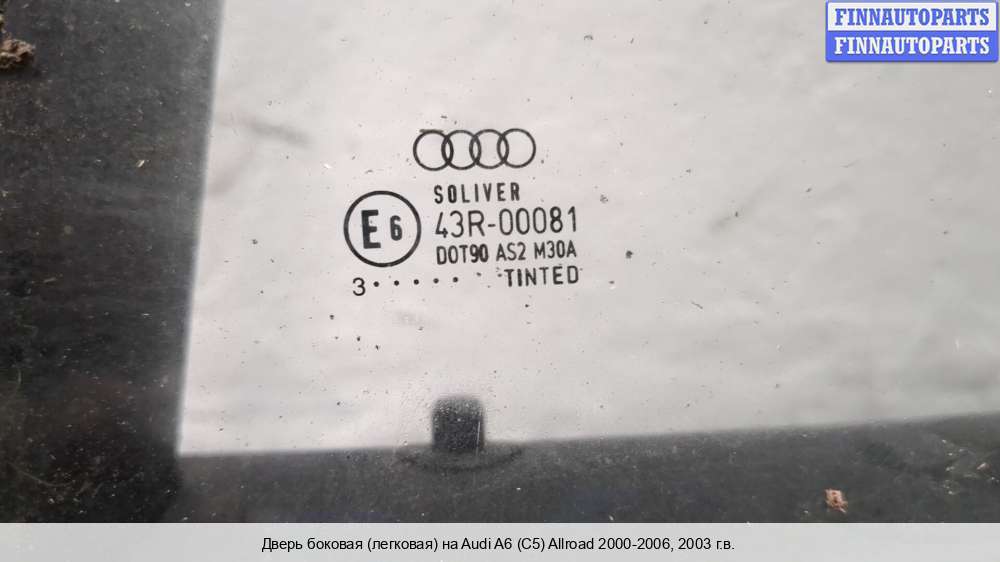 FINNAUTOPARTS
FINNAUTOPARTS
SOLIVER
E6
43R-00081
DOT90 AS2 M30A
3 · · · · · ·· TINTED
Дверь боковая (легковая) на Audi A6 (C5) Allroad 2000-2006, 2003 г.в.